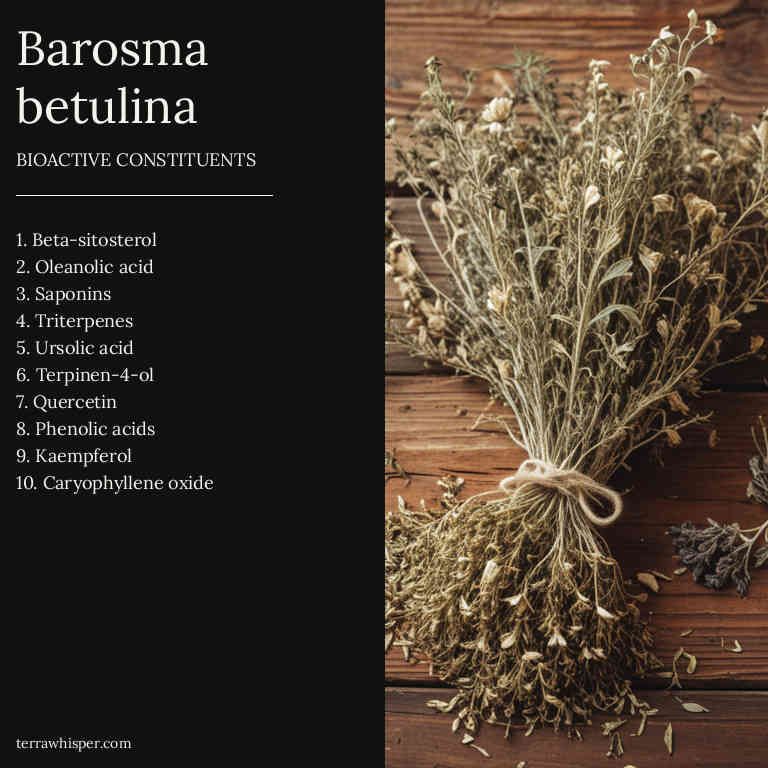 Barosma
betulina
BIOACTIVE CONSTITUENTS
1. Beta-sitosterol
2. Oleanolic acid
3. Saponins
4. Triterpenes
5. Ursolic acid
6. Terpinen-4-ol
7. Quercetin
8. Phenolic acids
9. Kaempferol
10. Caryophyllene oxide
terrawhisper.com